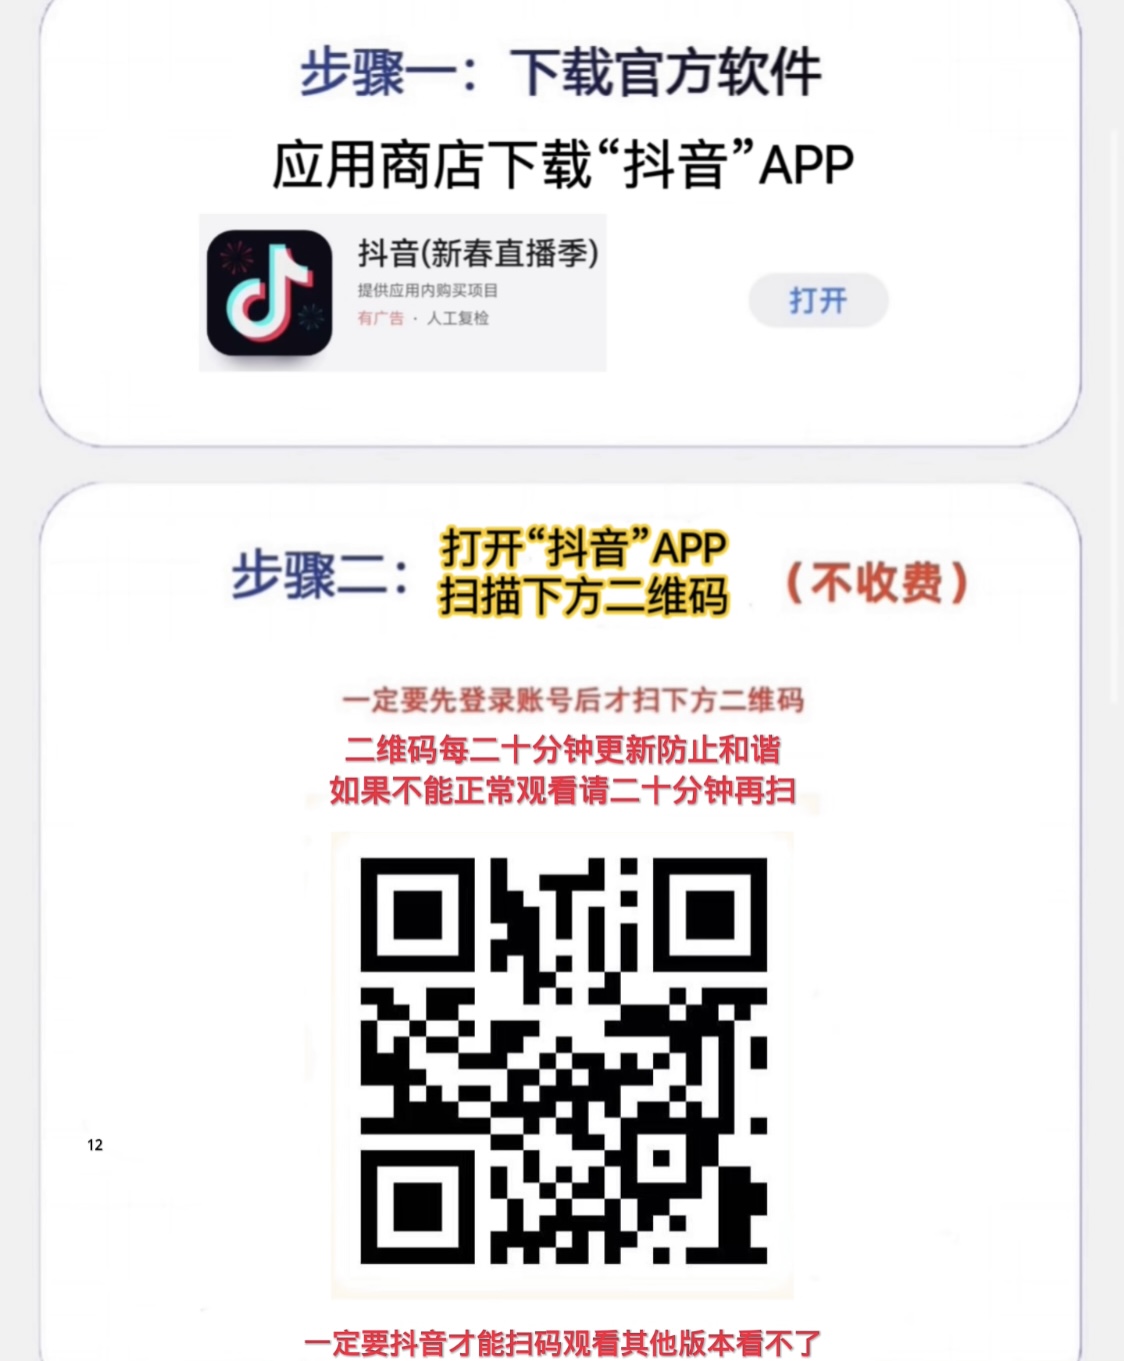 步骤一：下载官方软件
应用商店下载“抖音”APP
抖音(新春直播季)
提供应用内购买项目
有广告 · 人工复检
打开
步骤二：
打开“抖音”APP
扫描下方二维码
（不收费）
一定要先登录账号后才扫下方二维码
二维码每二十分钟更新防止和谐
如果不能正常观看请二十分钟再扫
12
一定要抖音才能扫码观看其他版本看不了